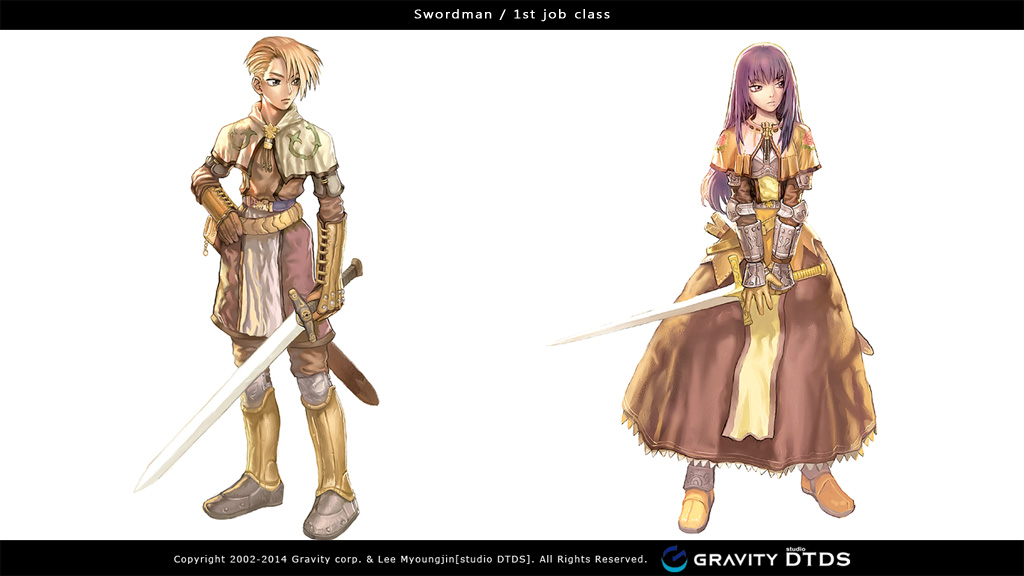 Swordman / 1st job class
Copyright 2002-2014 Gravity corp. & Lee Myoungjin[studio DTDS]. All Rights Reserved.
GRAVITY studio DTDS